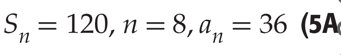 Sₙ = 120, n = 8, aₙ = 36 (5A